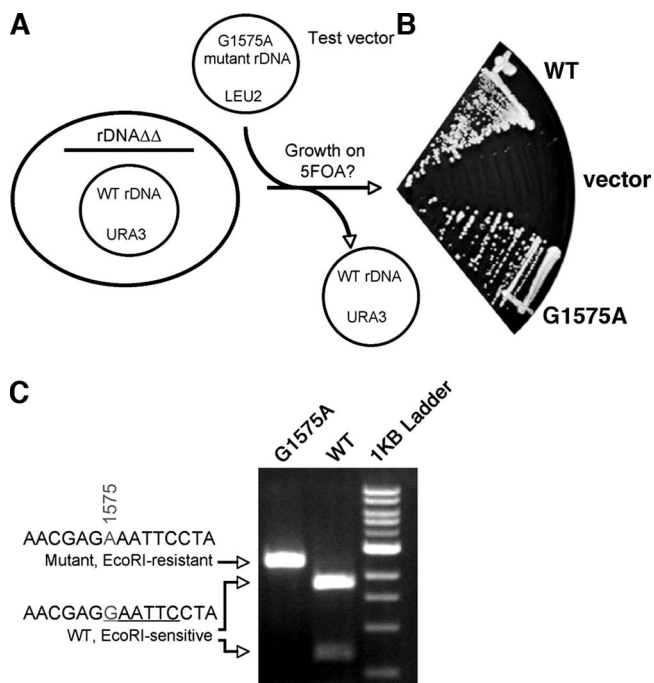 A
G1575A
mutant rDNA
LEU2
Test vector
rDNAΔΔ
WT rDNA
URA3
Growth on
5FOA?
WT rDNA
URA3
B
WT
vector
G1575A
C
G1575A
WT
1KB Ladder
1575
AACGAGAAATTCCTA
Mutant, EcoRI-resistant
AACGAGGAATTCCTA
WT, EcoRI-sensitive